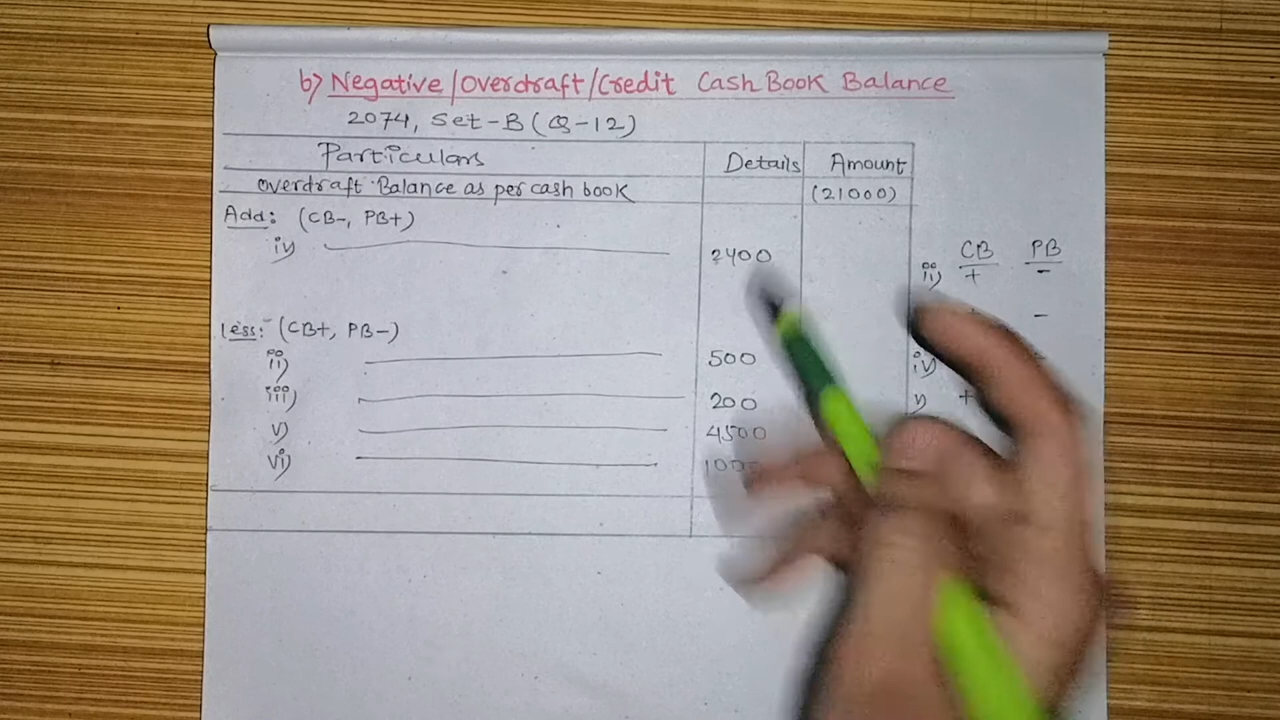 b) Negative/Overdraft/Credit Cash Book Balance
2074, Set-B (Q-12)
Particulars Details Amount
overdraft Balance as per cash book (21000)
Add: (CB-, PB+)
iv) 2400
Less: (CB+, PB-)
ii) 500
iii) 200
v) 4500
vi)
CB PB
ii) + -
-
iv)
v) +